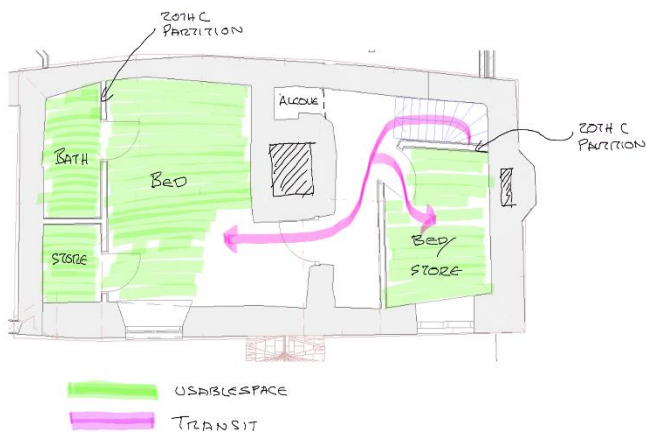 20TH C
PARTITION
ALCOVE
20TH C
PARTITION
BATH
BED
STORE
BED/
STORE
USABLESPACE
TRANSIT